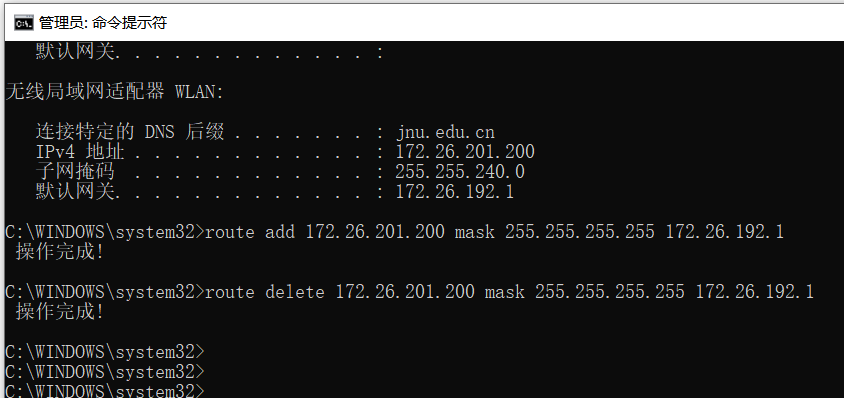 管理员: 命令提示符
默认网关. . . . . . . . . . . . . :
无线局域网适配器 WLAN:
连接特定的 DNS 后缀 . . . . . . . : jnu.edu.cn
IPv4 地址 . . . . . . . . . . . . : 172.26.201.200
子网掩码  . . . . . . . . . . . . : 255.255.240.0
默认网关. . . . . . . . . . . . . : 172.26.192.1
C:\WINDOWS\system32>route add 172.26.201.200 mask 255.255.255.255 172.26.192.1
操作完成!
C:\WINDOWS\system32>route delete 172.26.201.200 mask 255.255.255.255 172.26.192.1
操作完成!
C:\WINDOWS\system32>
C:\WINDOWS\system32>
C:\WINDOWS\system32>